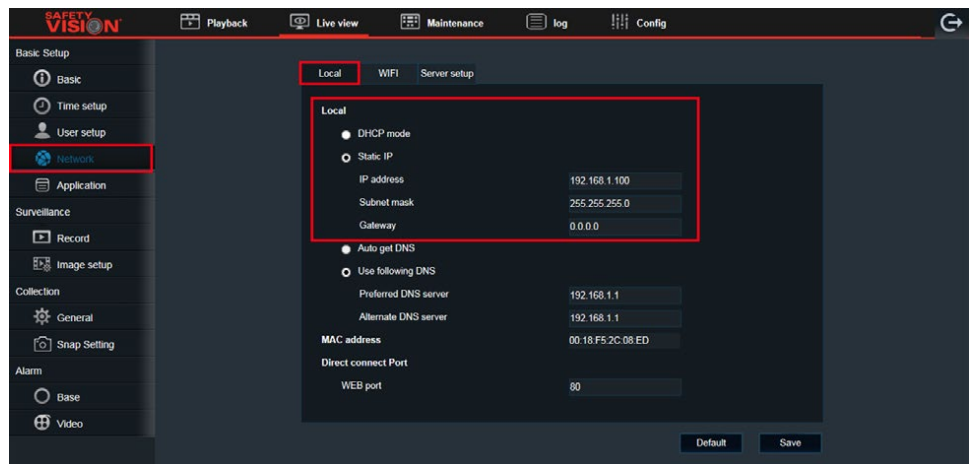 SAFETY VISION Playback Live view Maintenance log Config
Basic Setup
Basic
Time setup
User setup
Network
Application
Surveillance
Record
Image setup
Collection
General
Snap Setting
Alarm
Base
Video
Local WIFI Server setup
Local
DHCP mode
Static IP
IP address 192.168.1.100
Subnet mask 255.255.255.0
Gateway 0.0.0.0
Auto get DNS
Use following DNS
Preferred DNS server 192.168.1.1
Alternate DNS server 192.168.1.1
MAC address 00:18:F5:2C:08:ED
Direct connect Port
WEB port 80
Default Save